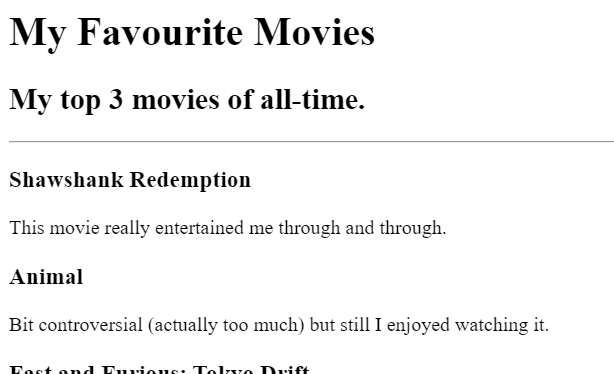 My Favourite Movies
My top 3 movies of all-time.
Shawshank Redemption
This movie really entertained me through and through.
Animal
Bit controversial (actually too much) but still I enjoyed watching it.
Fast and Furious: Tokyo Drift